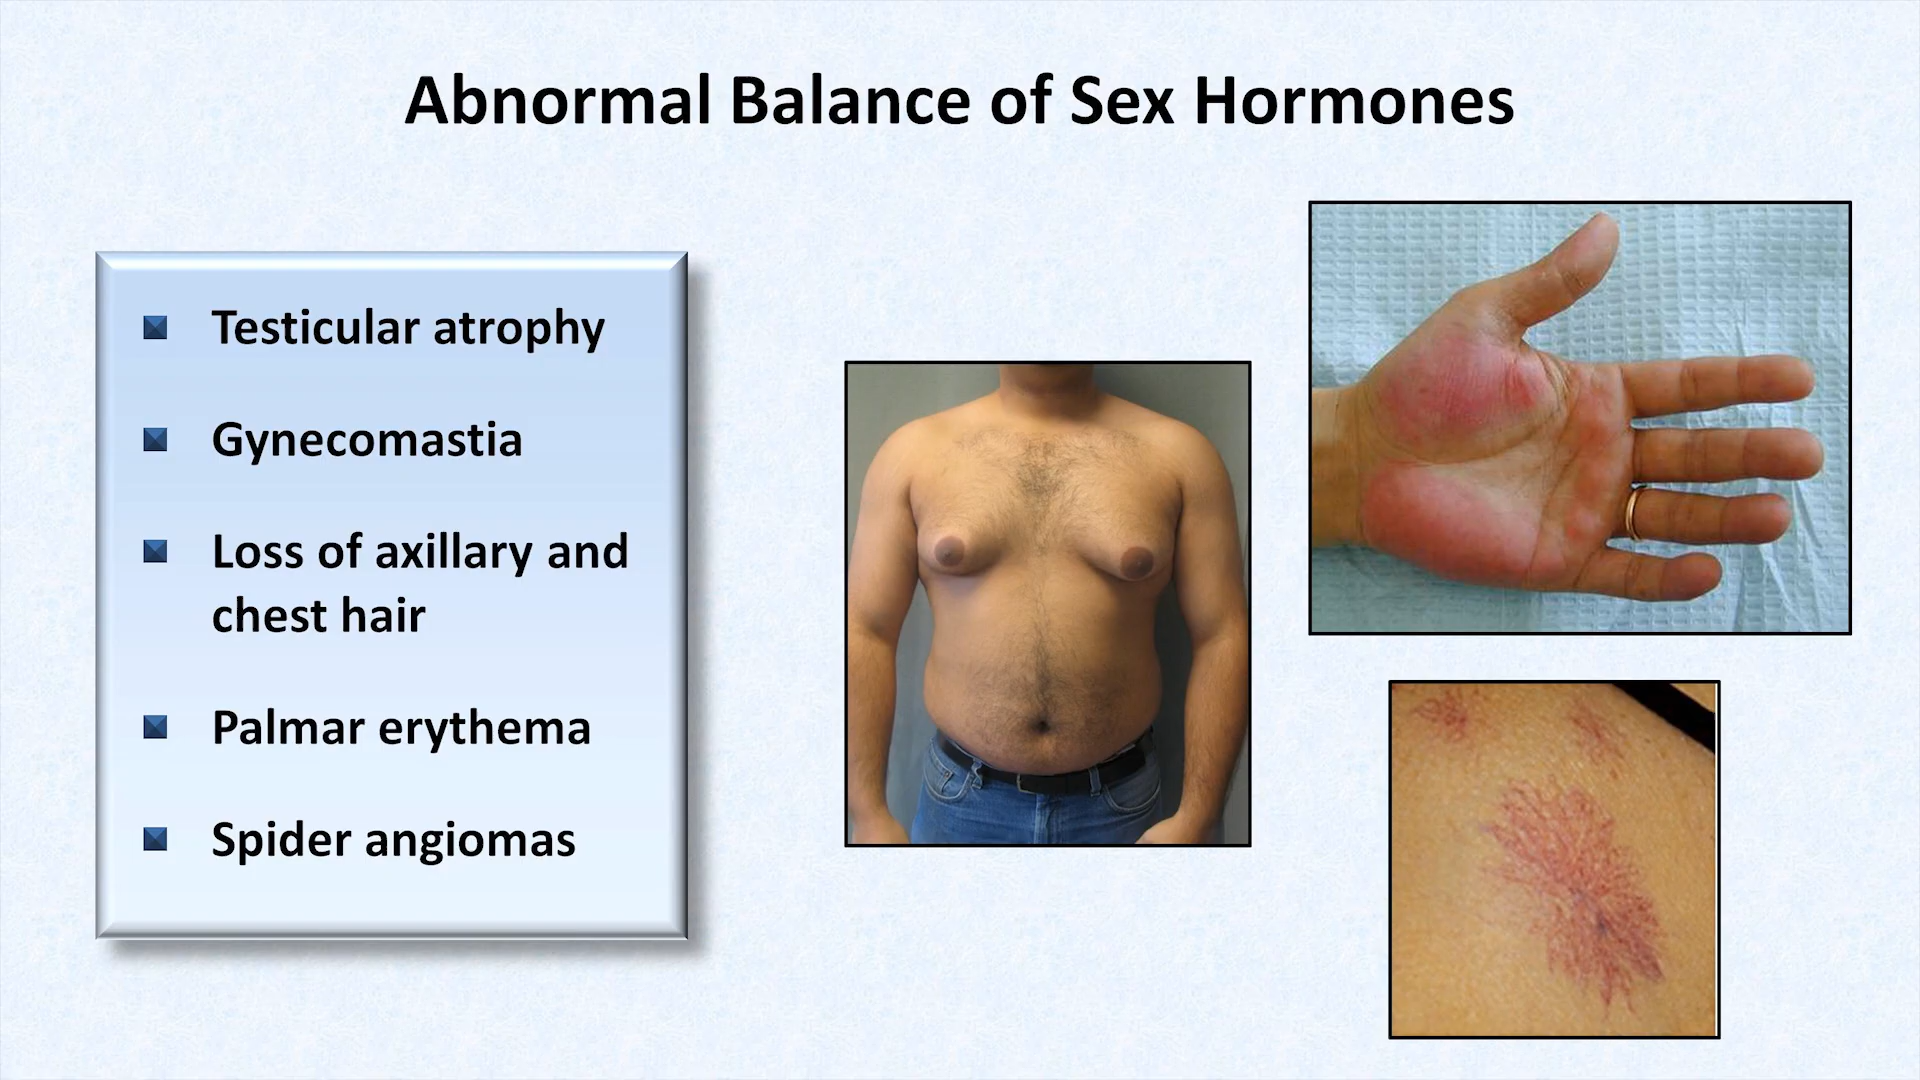 Abnormal Balance of Sex Hormones
Testicular atrophy
Gynecomastia
Loss of axillary and
chest hair
Palmar erythema
Spider angiomas